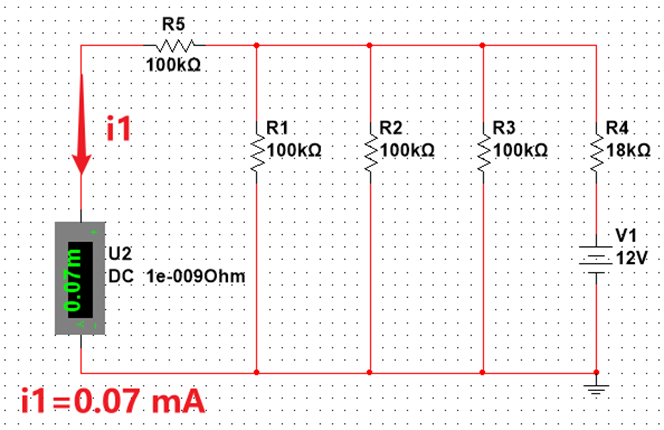 R5
100kΩ
i1
R1
100kΩ
R2
100kΩ
R3
100kΩ
R4
18kΩ
V1
12V
U2
DC 1e-009Ohm
0.07m
+
-
A
i1=0.07 mA